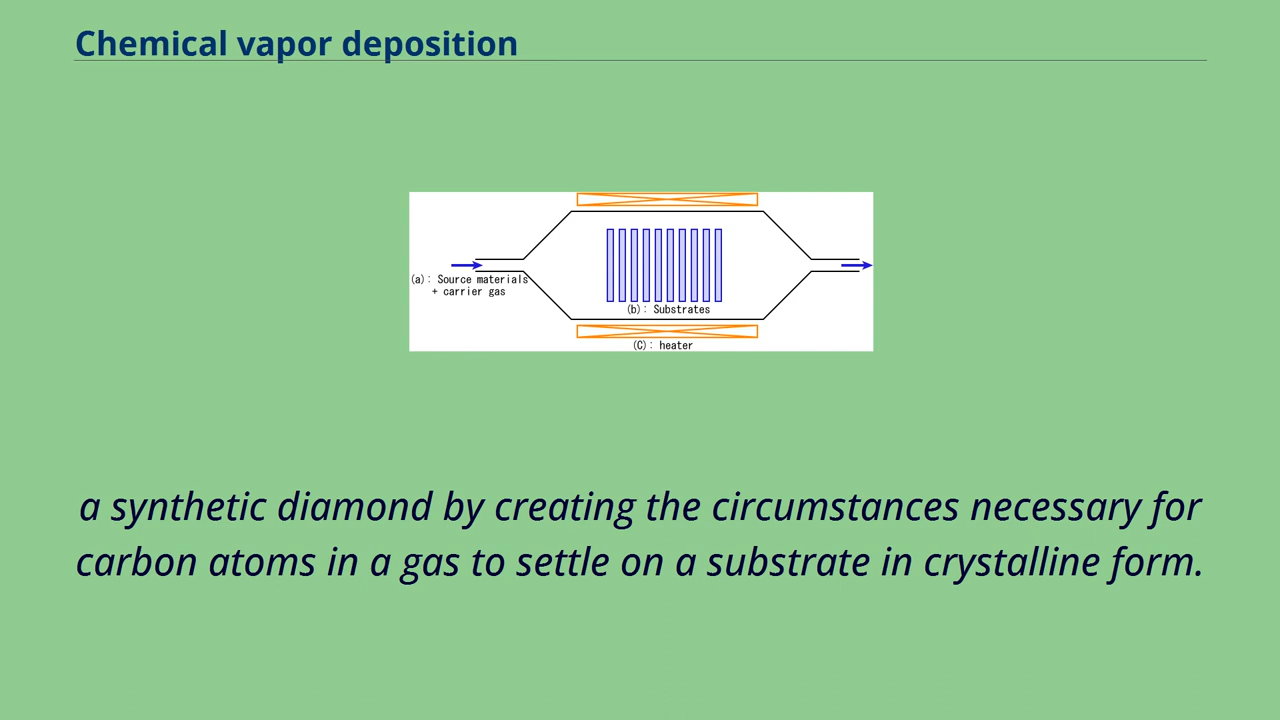 Chemical vapor deposition
(a): Source materials
+ carrier gas
(b): Substrates
(C): heater
a synthetic diamond by creating the circumstances necessary for
carbon atoms in a gas to settle on a substrate in crystalline form.